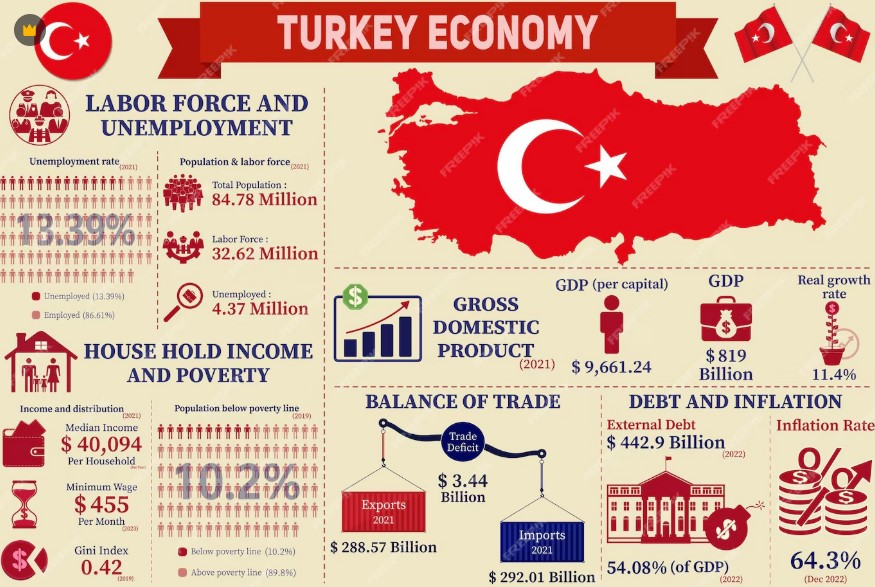 TURKEY ECONOMY
LABOR FORCE AND
UNEMPLOYMENT
Unemployment rate (2021)
13.39%
Unemployed (13.39%)
Employed (86.61%)
Population & labor force (2021)
Total Population :
84.78 Million
Labor Force :
32.62 Million
Unemployed :
4.37 Million
HOUSE HOLD INCOME
AND POVERTY
Income and distribution (2021)
Median Income
$ 40,094
Per Household
Minimum Wage
$ 455
Per Month
(2023)
Gini Index
0.42
(2019)
Population below poverty line (2019)
10.2%
Below poverty line (10.2%)
Above poverty line (89.8%)
GROSS
DOMESTIC
PRODUCT
(2021)
GDP (per capital)
$ 9,661.24
GDP
$ 819
Billion
Real growth
rate
11.4%
BALANCE OF TRADE
Trade
Deficit
$ 3.44
Billion
Exports
2021
$ 288.57 Billion
Imports
2021
$ 292.01 Billion
DEBT AND INFLATION
External Debt
$ 442.9 Billion
(2022)
54.08% (of GDP)
(2022)
Inflation Rate
64.3%
(Dec 2022)
FREEPIK
FREEPIK
FREEPIK
FREEPIK
FREEPIK
FREEPIK